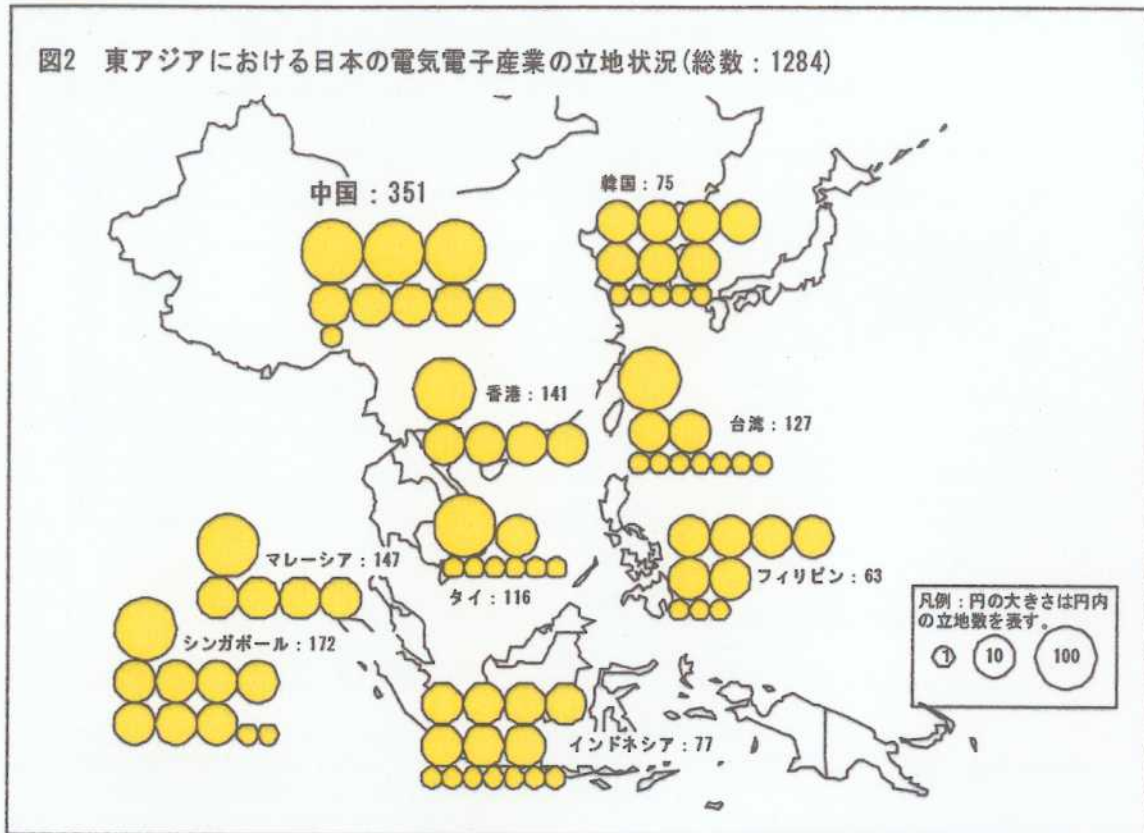 図2　東アジアにおける日本の電気電子産業の立地状況(総数：1284)
中国：351
韓国：75
香港：141
台湾：127
マレーシア：147
タイ：116
フィリピン：63
シンガポール：172
インドネシア：77
凡例：円の大きさは円内
の立地数を表す。
1 10 100